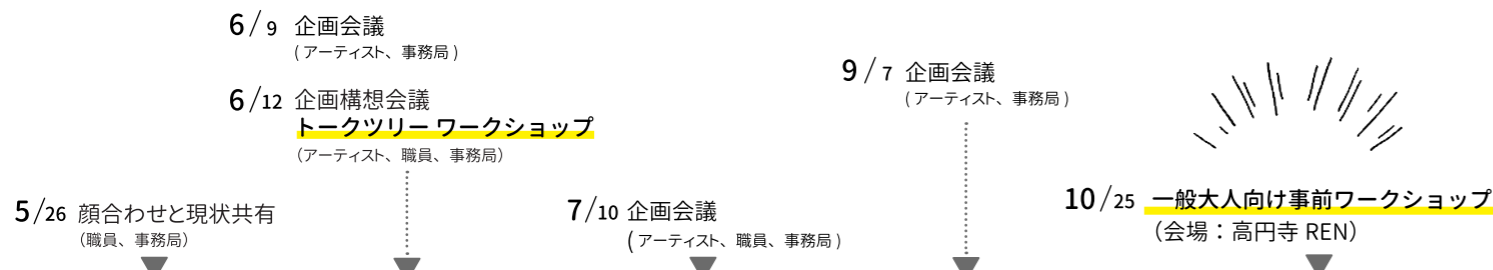 5/26 顔合わせと現状共有
（職員、事務局）
6/9 企画会議
( アーティスト、事務局 )
6/12 企画構想会議
トークツリー ワークショップ
（アーティスト、職員、事務局）
7/10 企画会議
( アーティスト、職員、事務局 )
9/7 企画会議
( アーティスト、事務局 )
10/25 一般大人向け事前ワークショップ
（会場：高円寺 REN）